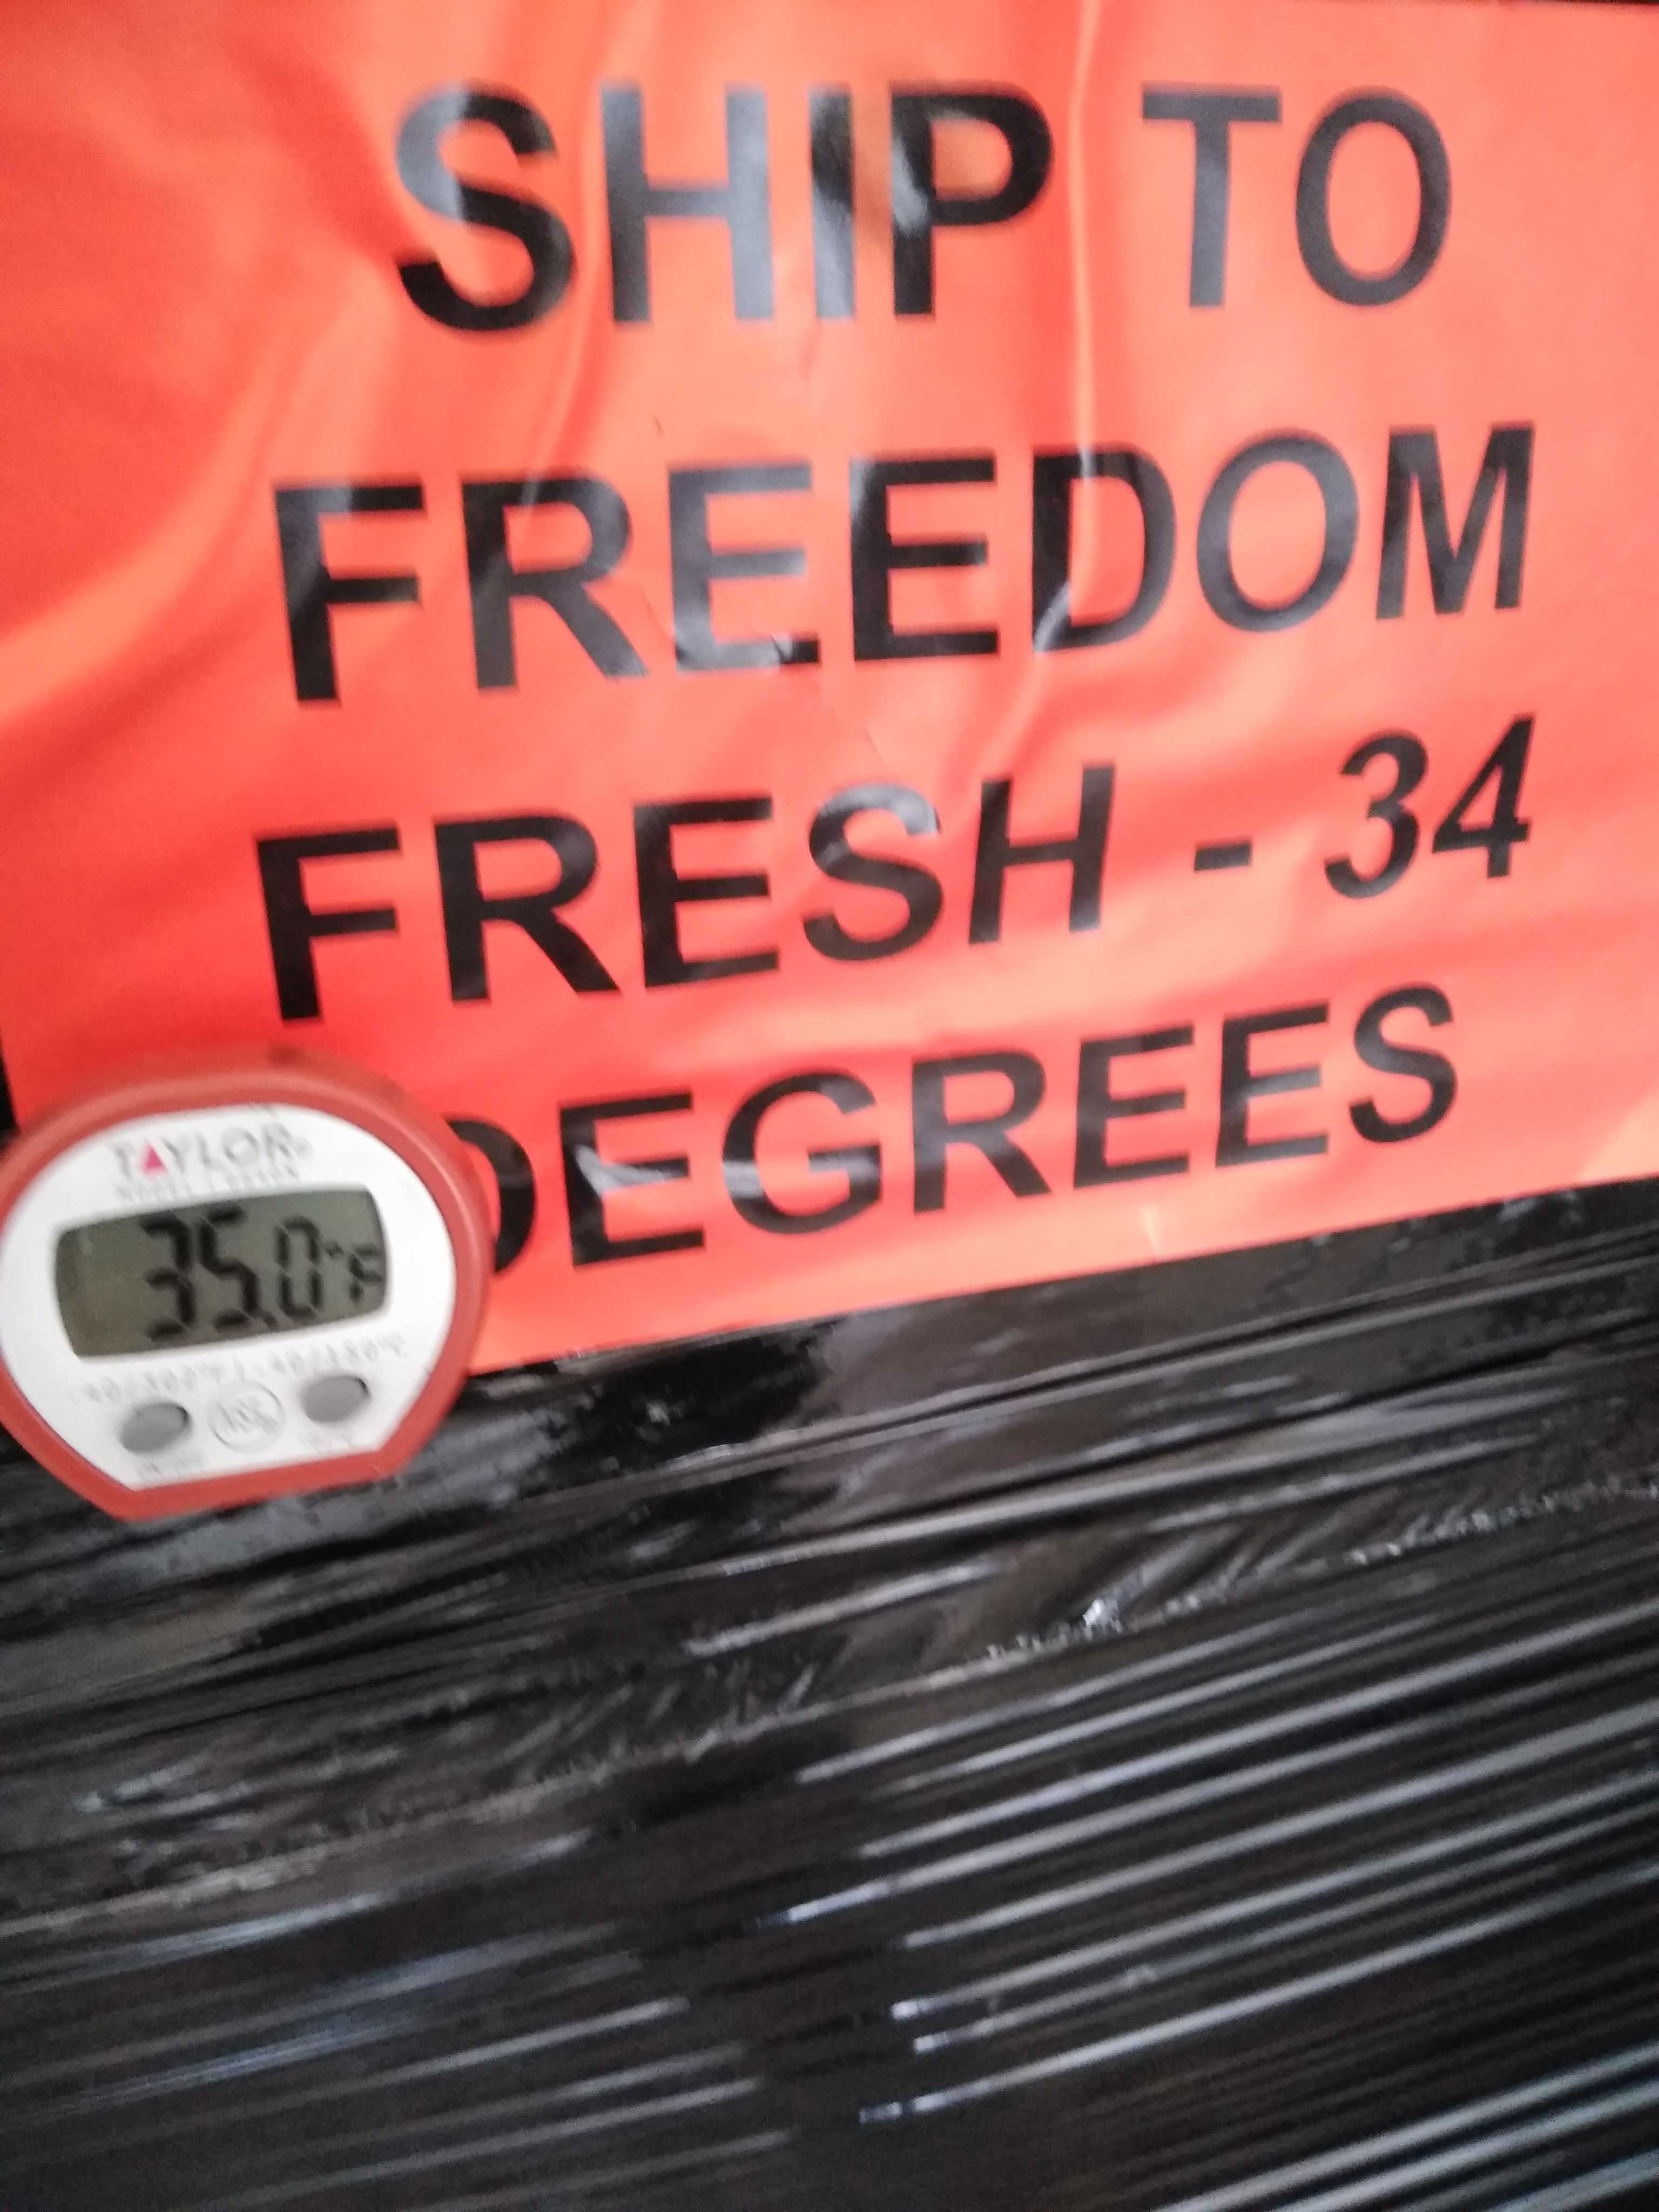 SHIP TO
FREEDOM
FRESH - 34
DEGREES
TAYLOR
35.0°F